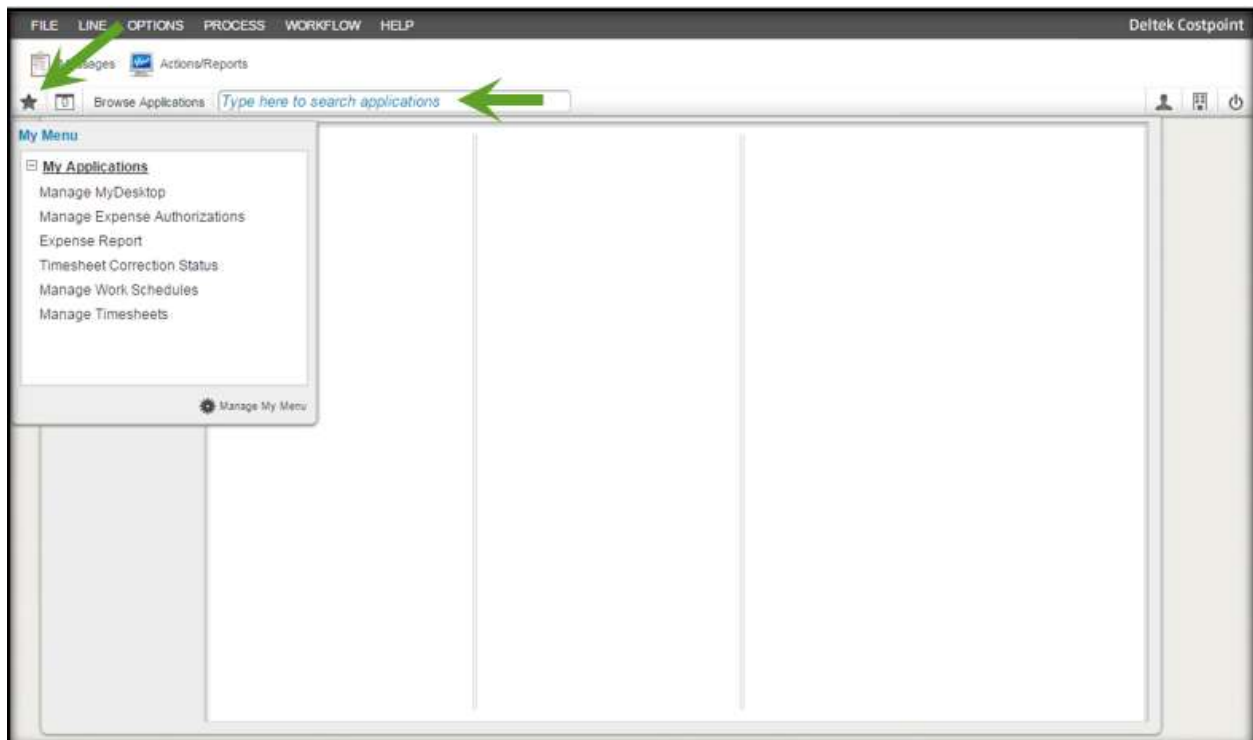 FILE LINE OPTIONS PROCESS WORKFLOW HELP Deltek Costpoint
Actions/Reports
Browse Applications Type here to search applications
My Menu
My Applications
Manage MyDesktop
Manage Expense Authorizations
Expense Report
Timesheet Correction Status
Manage Work Schedules
Manage Timesheets
Manage My Menu